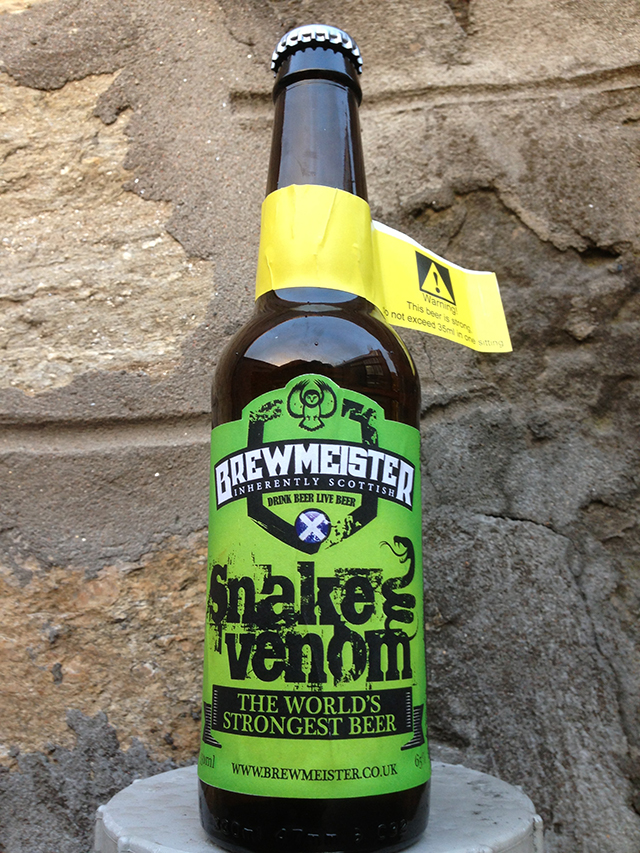 Warning!
This beer is strong.
not exceed 35ml in one sitting
BREWMEISTER
INHERENTLY SCOTTISH
DRINK BEER LIVE BEER
Snake
venom
THE WORLD'S
STRONGEST BEER
WWW.BREWMEISTER.CO.UK